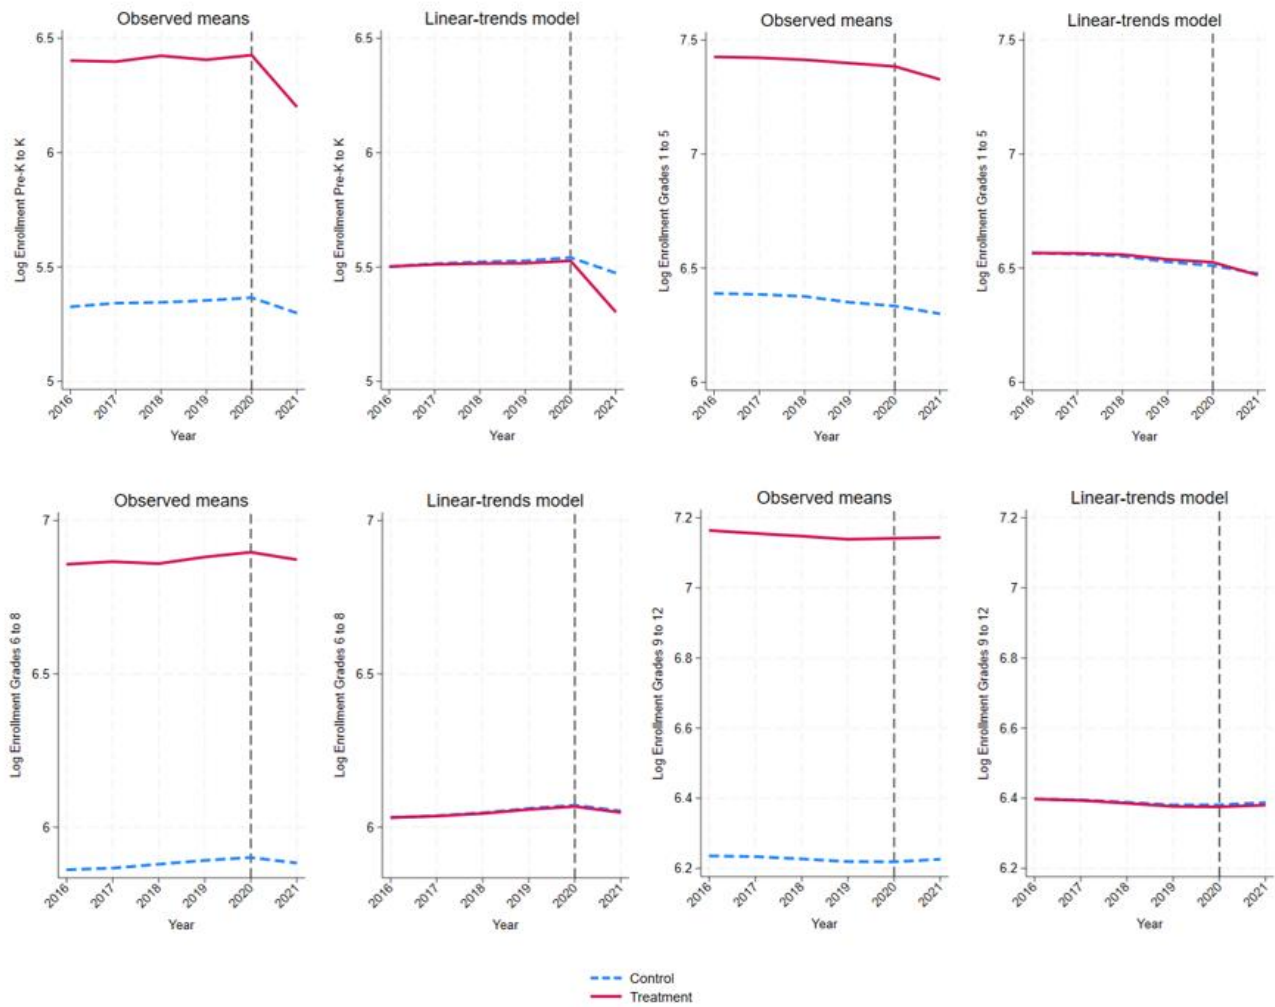 Observed means
6.5
6
5.5
5
Log Enrollment Pre-K to K
2016 2017 2018 2019 2020 2021
Year
Linear-trends model
6.5
6
5.5
5
Log Enrollment Pre-K to K
2016 2017 2018 2019 2020 2021
Year
Observed means
7.5
7
6.5
6
Log Enrollment Grades 1 to 5
2016 2017 2018 2019 2020 2021
Year
Linear-trends model
7.5
7
6.5
6
Log Enrollment Grades 1 to 5
2016 2017 2018 2019 2020 2021
Year
Observed means
7
6.5
6
Log Enrollment Grades 6 to 8
2016 2017 2018 2019 2020 2021
Year
Linear-trends model
7
6.5
6
Log Enrollment Grades 6 to 8
2016 2017 2018 2019 2020 2021
Year
Observed means
7.2
7
6.8
6.6
6.4
6.2
Log Enrollment Grades 9 to 12
2016 2017 2018 2019 2020 2021
Year
Linear-trends model
7.2
7
6.8
6.6
6.4
6.2
Log Enrollment Grades 9 to 12
2016 2017 2018 2019 2020 2021
Year
Control
Treatment